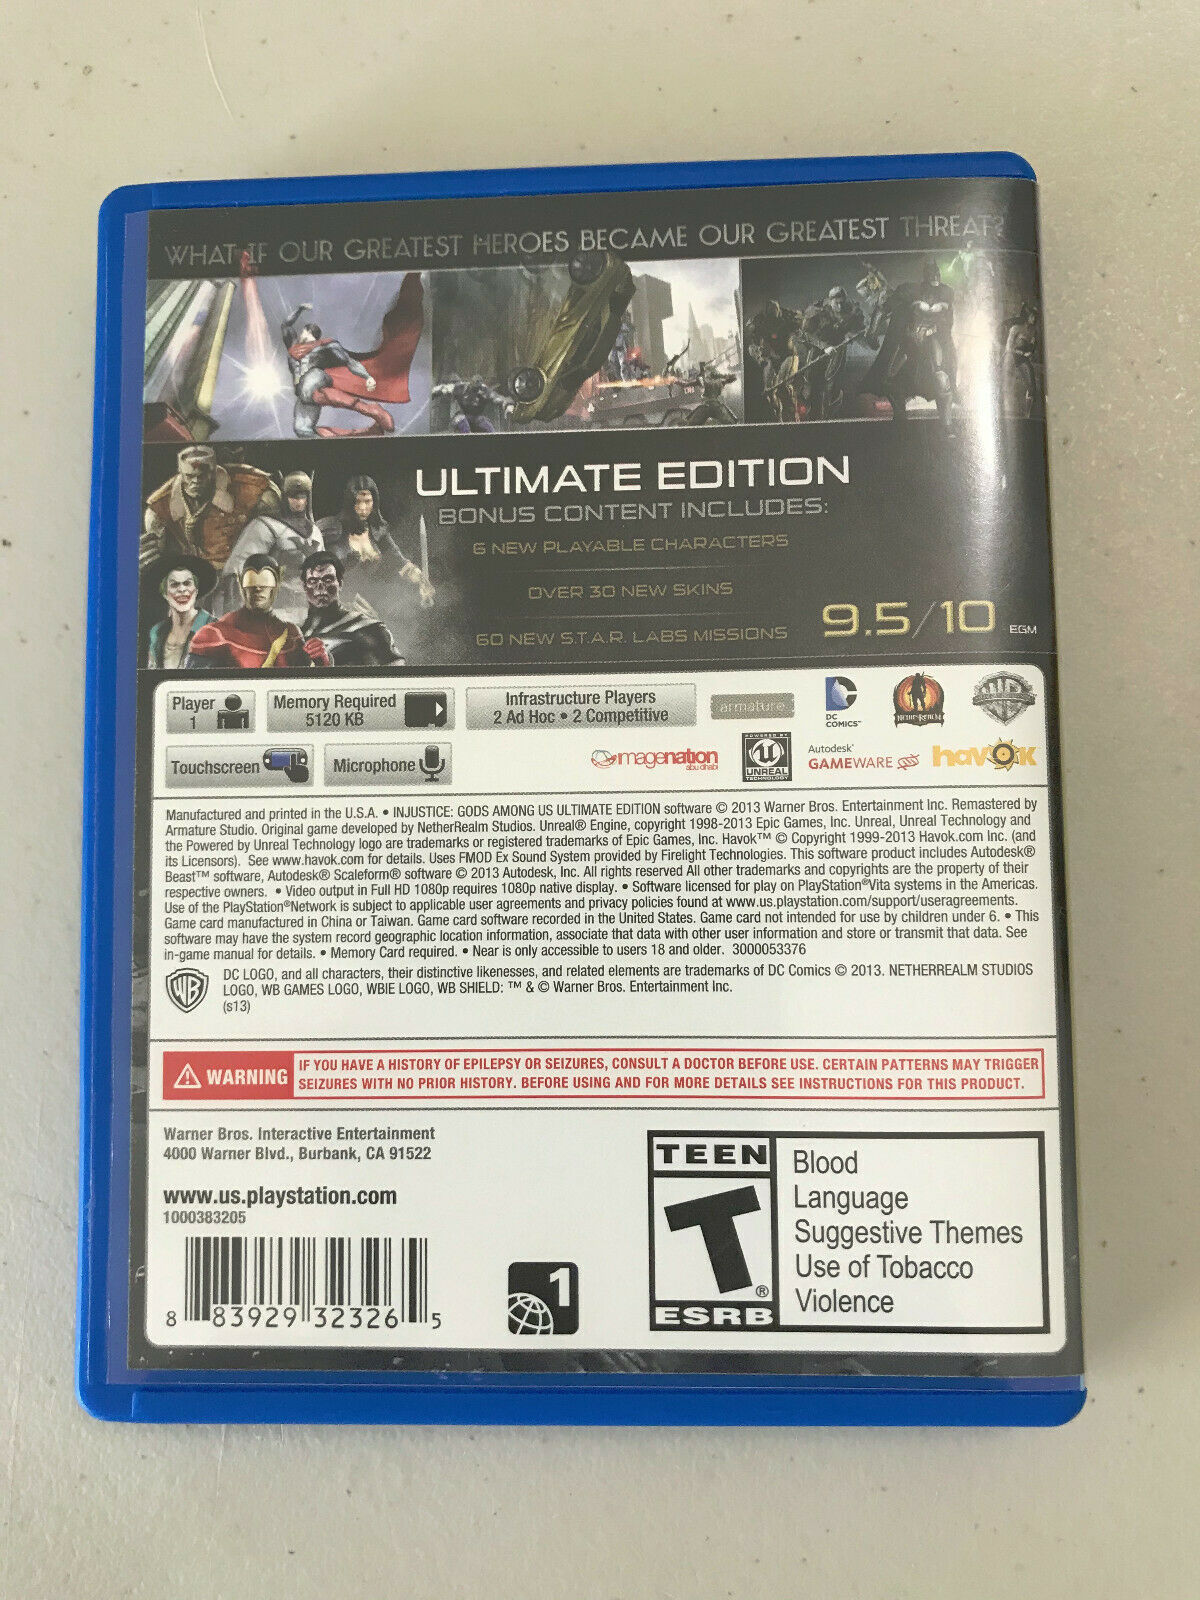 WHAT IF OUR GREATEST HEROES BECAME OUR GREATEST THREAT?
ULTIMATE EDITION
BONUS CONTENT INCLUDES:
6 NEW PLAYABLE CHARACTERS
OVER 30 NEW SKINS
60 NEW S.T.A.R. LABS MISSIONS
9.5/10 EGM
Player
1
Memory Required
5120 KB
Infrastructure Players
2 Ad Hoc • 2 Competitive
armature
DC
COMICS™
NETHERREALM
WB
Touchscreen
Microphone
imagenation
abu dhabi
POWERED BY
UNREAL
TECHNOLOGY
Autodesk®
GAMEWARE
havok
Manufactured and printed in the U.S.A. • INJUSTICE: GODS AMONG US ULTIMATE EDITION software © 2013 Warner Bros. Entertainment Inc. Remastered by
Armature Studio. Original game developed by NetherRealm Studios. Unreal® Engine, copyright 1998-2013 Epic Games, Inc. Unreal, Unreal Technology and
the Powered by Unreal Technology logo are trademarks or registered trademarks of Epic Games, Inc. Havok™ © Copyright 1999-2013 Havok.com Inc. (and
its Licensors). See www.havok.com for details. Uses FMOD Ex Sound System provided by Firelight Technologies. This software product includes Autodesk®
Beast™ software, Autodesk® Scaleform® software © 2013 Autodesk, Inc. All rights reserved All other trademarks and copyrights are the property of their
respective owners. • Video output in Full HD 1080p requires 1080p native display. • Software licensed for play on PlayStation®Vita systems in the Americas.
Use of the PlayStation®Network is subject to applicable user agreements and privacy policies found at www.us.playstation.com/support/useragreements.
Game card manufactured in China or Taiwan. Game card software recorded in the United States. Game card not intended for use by children under 6. • This
software may have the system record geographic location information, associate that data with other user information and store or transmit that data. See
in-game manual for details. • Memory Card required. • Near is only accessible to users 18 and older. 3000053376
WB
DC LOGO, and all characters, their distinctive likenesses, and related elements are trademarks of DC Comics © 2013. NETHERREALM STUDIOS
LOGO, WB GAMES LOGO, WBIE LOGO, WB SHIELD: ™ & © Warner Bros. Entertainment Inc.
(s13)
WARNING
IF YOU HAVE A HISTORY OF EPILEPSY OR SEIZURES, CONSULT A DOCTOR BEFORE USE. CERTAIN PATTERNS MAY TRIGGER
SEIZURES WITH NO PRIOR HISTORY. BEFORE USING AND FOR MORE DETAILS SEE INSTRUCTIONS FOR THIS PRODUCT.
Warner Bros. Interactive Entertainment
4000 Warner Blvd., Burbank, CA 91522
www.us.playstation.com
1000383205
8 83929 32326 5
1
TEEN
T
®
ESRB
Blood
Language
Suggestive Themes
Use of Tobacco
Violence